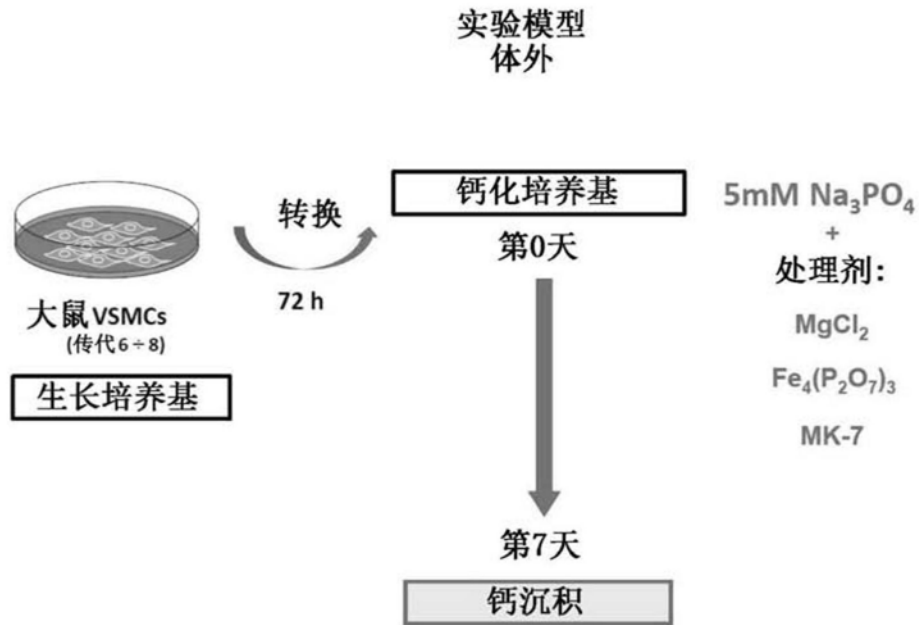 实验模型
体外
钙化培养基
5mM Na₃PO₄
+
处理剂:
MgCl₂
Fe₄(P₂O₇)₃
MK-7
转换
72 h
第0天
大鼠VSMCs
(传代6÷8)
生长培养基
第7天
钙沉积